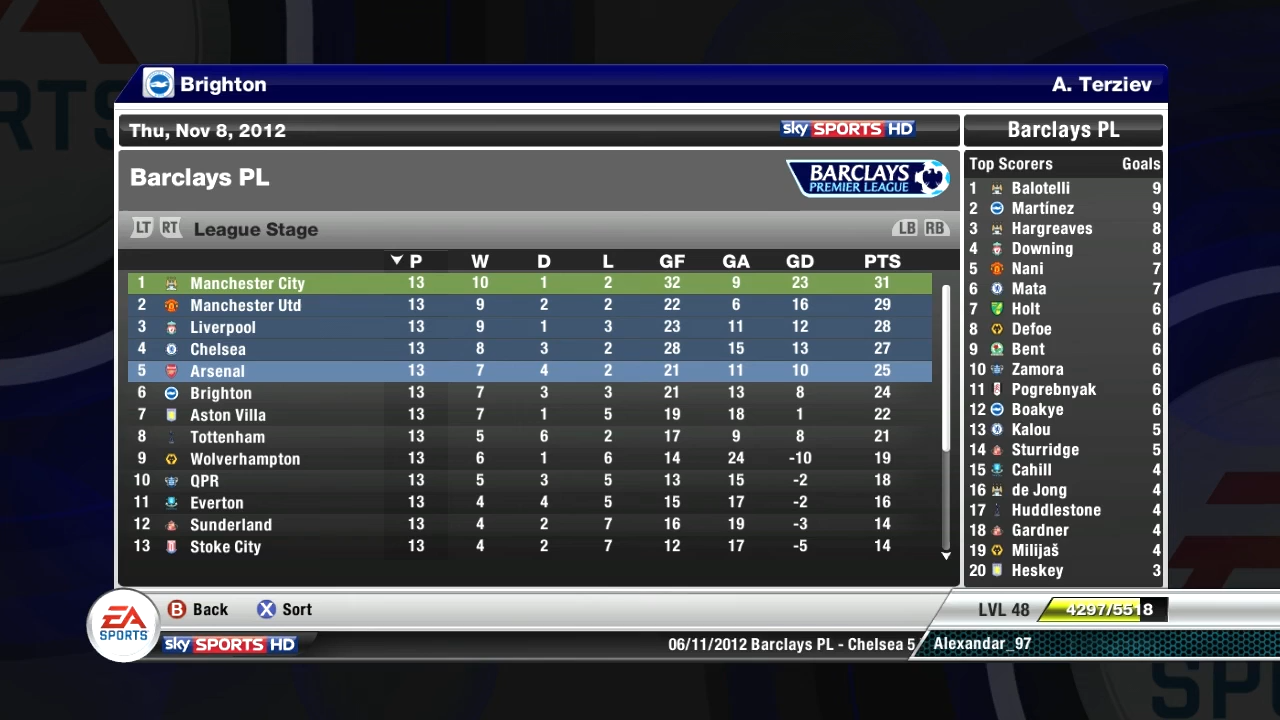 Brighton A. Terziev
Thu, Nov 8, 2012 sky SPORTS HD
Barclays PL BARCLAYS
PREMIER LEAGUE
LT RT League Stage LB RB
P W D L GF GA GD PTS
1 Manchester City 13 10 1 2 32 9 23 31
2 Manchester Utd 13 9 2 2 22 6 16 29
3 Liverpool 13 9 1 3 23 11 12 28
4 Chelsea 13 8 3 2 28 15 13 27
5 Arsenal 13 7 4 2 21 11 10 25
6 Brighton 13 7 3 3 21 13 8 24
7 Aston Villa 13 7 1 5 19 18 1 22
8 Tottenham 13 5 6 2 17 9 8 21
9 Wolverhampton 13 6 1 6 14 24 -10 19
10 QPR 13 5 3 5 13 15 -2 18
11 Everton 13 4 4 5 15 17 -2 16
12 Sunderland 13 4 2 7 16 19 -3 14
13 Stoke City 13 4 2 7 12 17 -5 14
Barclays PL
Top Scorers Goals
1 Balotelli 9
2 Martínez 9
3 Hargreaves 8
4 Downing 8
5 Nani 7
6 Mata 7
7 Holt 6
8 Defoe 6
9 Bent 6
10 Zamora 6
11 Pogrebnyak 6
12 Boakye 6
13 Kalou 5
14 Sturridge 5
15 Cahill 4
16 de Jong 4
17 Huddlestone 4
18 Gardner 4
19 Milijaš 4
20 Heskey 3
EA SPORTS
B Back X Sort LVL 48 4297/5518
sky SPORTS HD 06/11/2012 Barclays PL - Chelsea 5 Alexandar_97